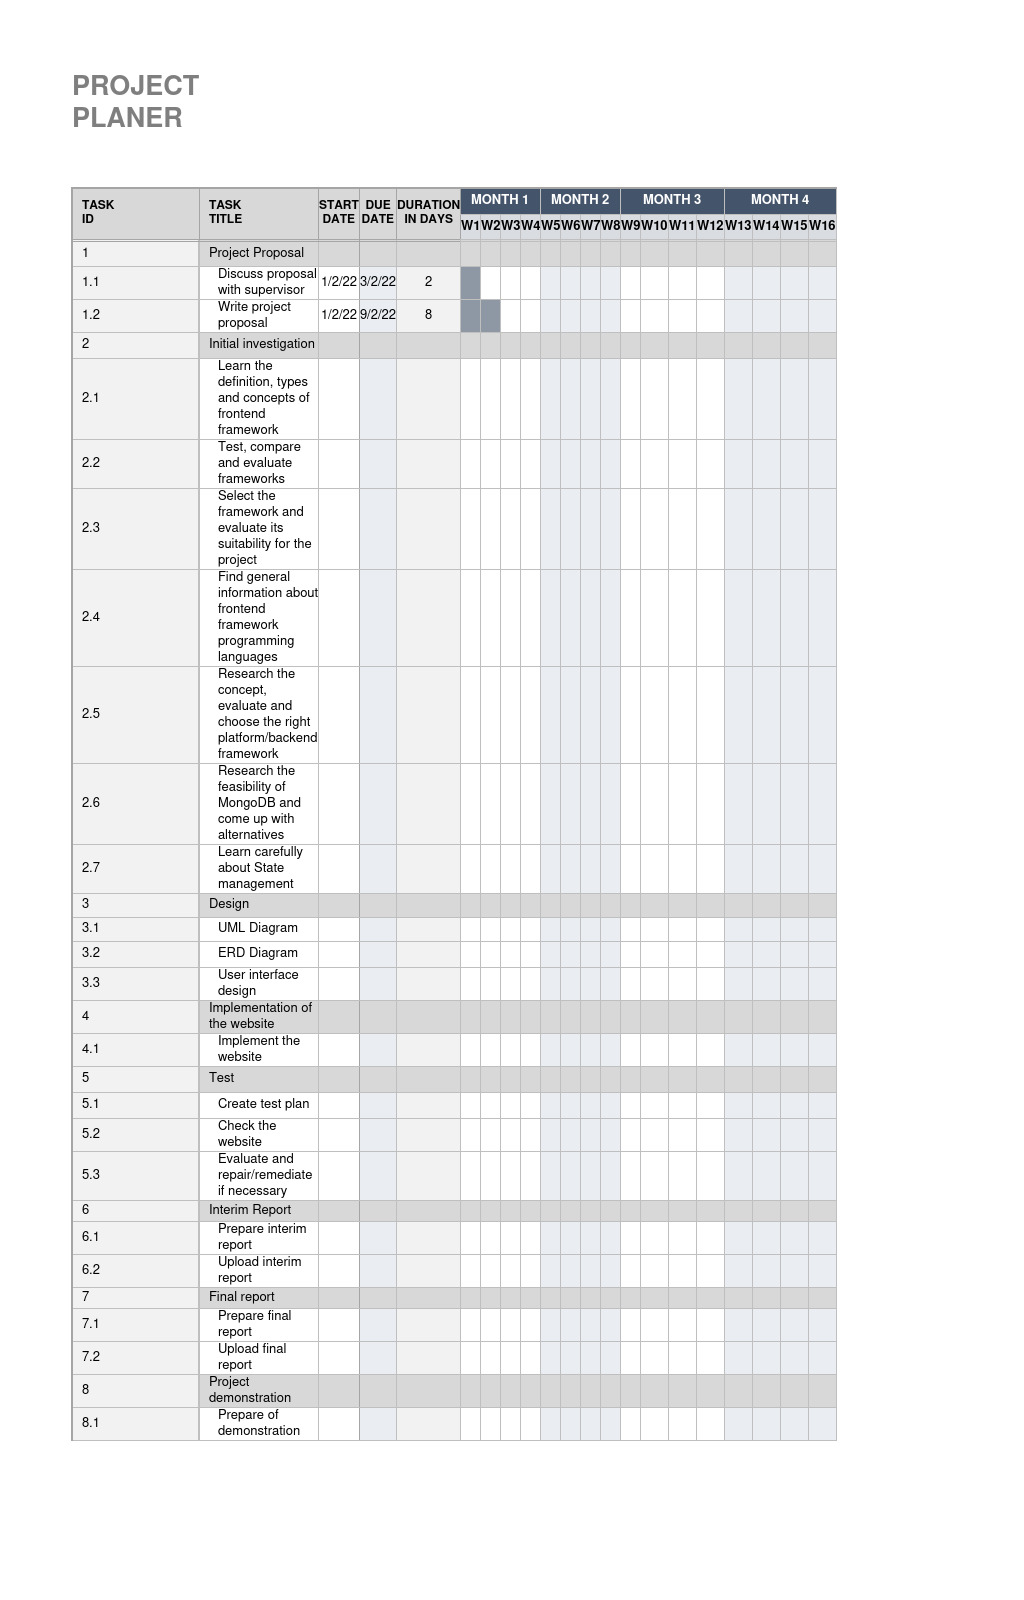 PROJECT
PLANER
TASK ID
TASK TITLE
START DATE
DUE DATE
DURATION IN DAYS
MONTH 1 MONTH 2 MONTH 3 MONTH 4
W1 W2 W3 W4 W5 W6 W7 W8 W9 W10 W11 W12 W13 W14 W15 W16
1 Project Proposal
1.1 Discuss proposal
with supervisor 1/2/22 3/2/22 2
1.2 Write project
proposal 1/2/22 9/2/22 8
2 Initial investigation
2.1 Learn the
definition, types
and concepts of
frontend
framework
2.2 Test, compare
and evaluate
frameworks
2.3 Select the
framework and
evaluate its
suitability for the
project
2.4 Find general
information about
frontend
framework
programming
languages
2.5 Research the
concept,
evaluate and
choose the right
platform/backend
framework
2.6 Research the
feasibility of
MongoDB and
come up with
alternatives
2.7 Learn carefully
about State
management
3 Design
3.1 UML Diagram
3.2 ERD Diagram
3.3 User interface
design
4 Implementation of
the website
4.1 Implement the
website
5 Test
5.1 Create test plan
5.2 Check the
website
5.3 Evaluate and
repair/remediate
if necessary
6 Interim Report
6.1 Prepare interim
report
6.2 Upload interim
report
7 Final report
7.1 Prepare final
report
7.2 Upload final
report
8 Project
demonstration
8.1 Prepare of
demonstration